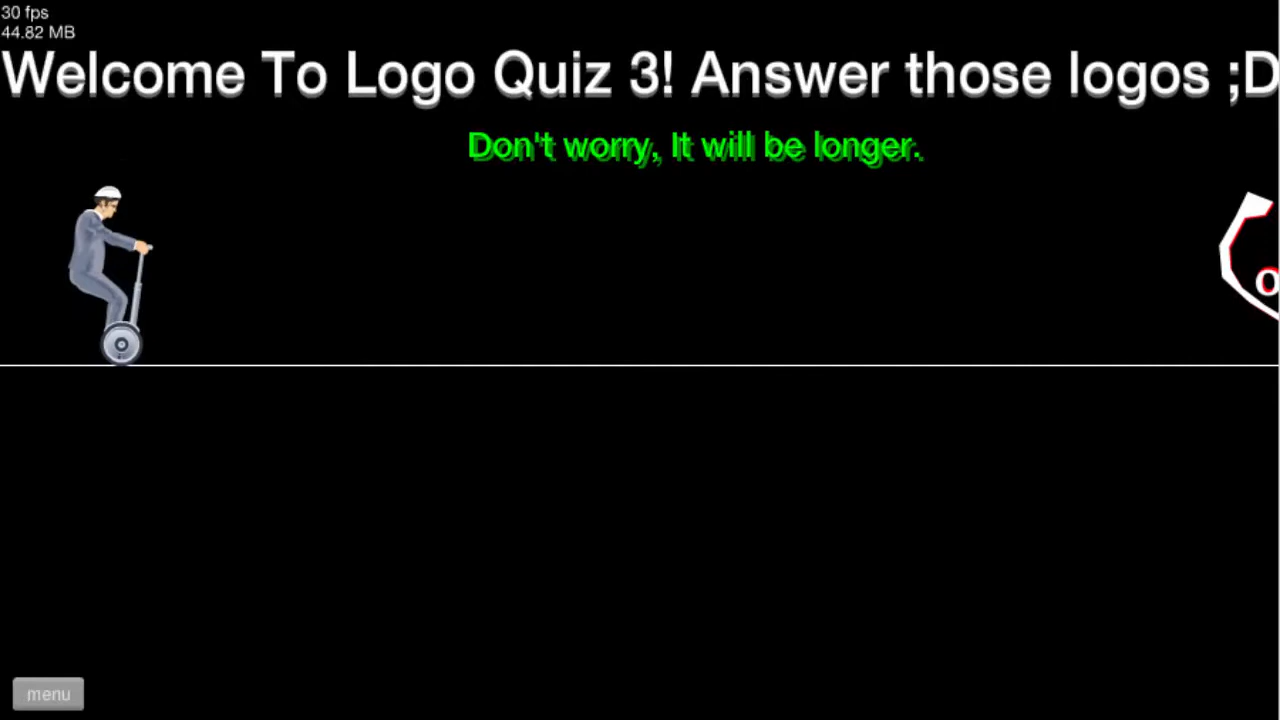 30 fps
44.82 MB
Welcome To Logo Quiz 3! Answer those logos ;D
Don't worry, It will be longer.
menu